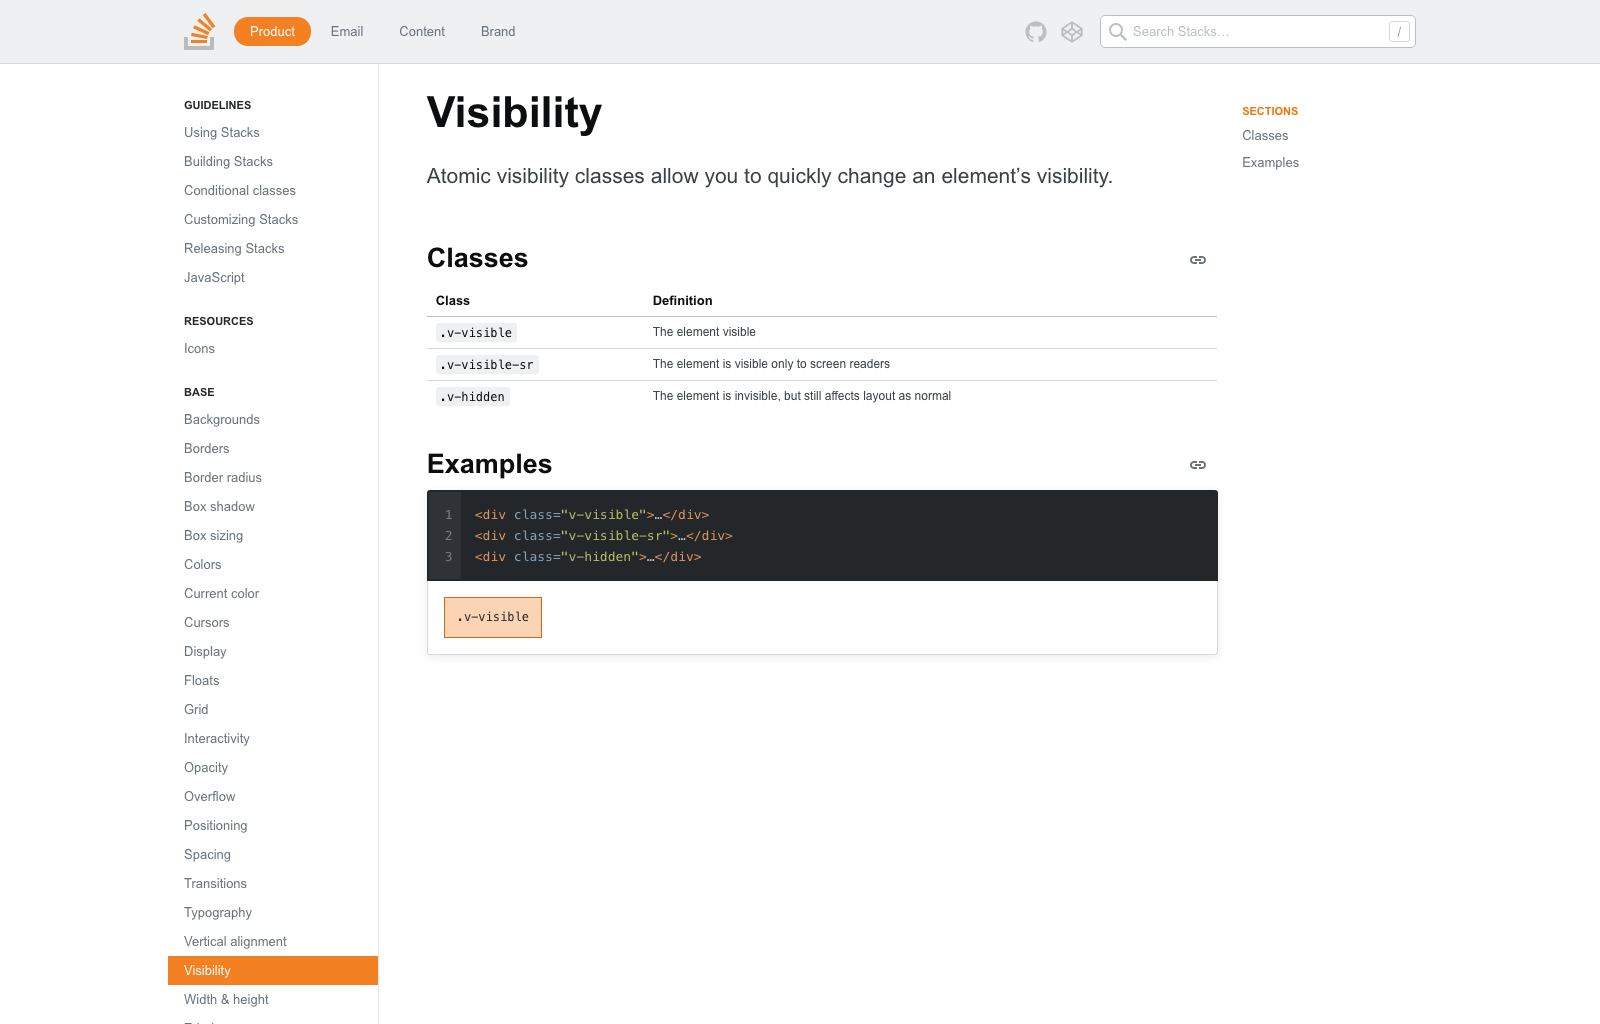 Product
Email
Content
Brand
Search Stacks…
/
GUIDELINES
Using Stacks
Building Stacks
Conditional classes
Customizing Stacks
Releasing Stacks
JavaScript
RESOURCES
Icons
BASE
Backgrounds
Borders
Border radius
Box shadow
Box sizing
Colors
Current color
Cursors
Display
Floats
Grid
Interactivity
Opacity
Overflow
Positioning
Spacing
Transitions
Typography
Vertical alignment
Visibility
Width & height
Visibility
Atomic visibility classes allow you to quickly change an element’s visibility.
Classes
Class Definition
.v-visible The element visible
.v-visible-sr The element is visible only to screen readers
.v-hidden The element is invisible, but still affects layout as normal
Examples
1 <div class="v-visible">…</div>
2 <div class="v-visible-sr">…</div>
3 <div class="v-hidden">…</div>
.v-visible
SECTIONS
Classes
Examples